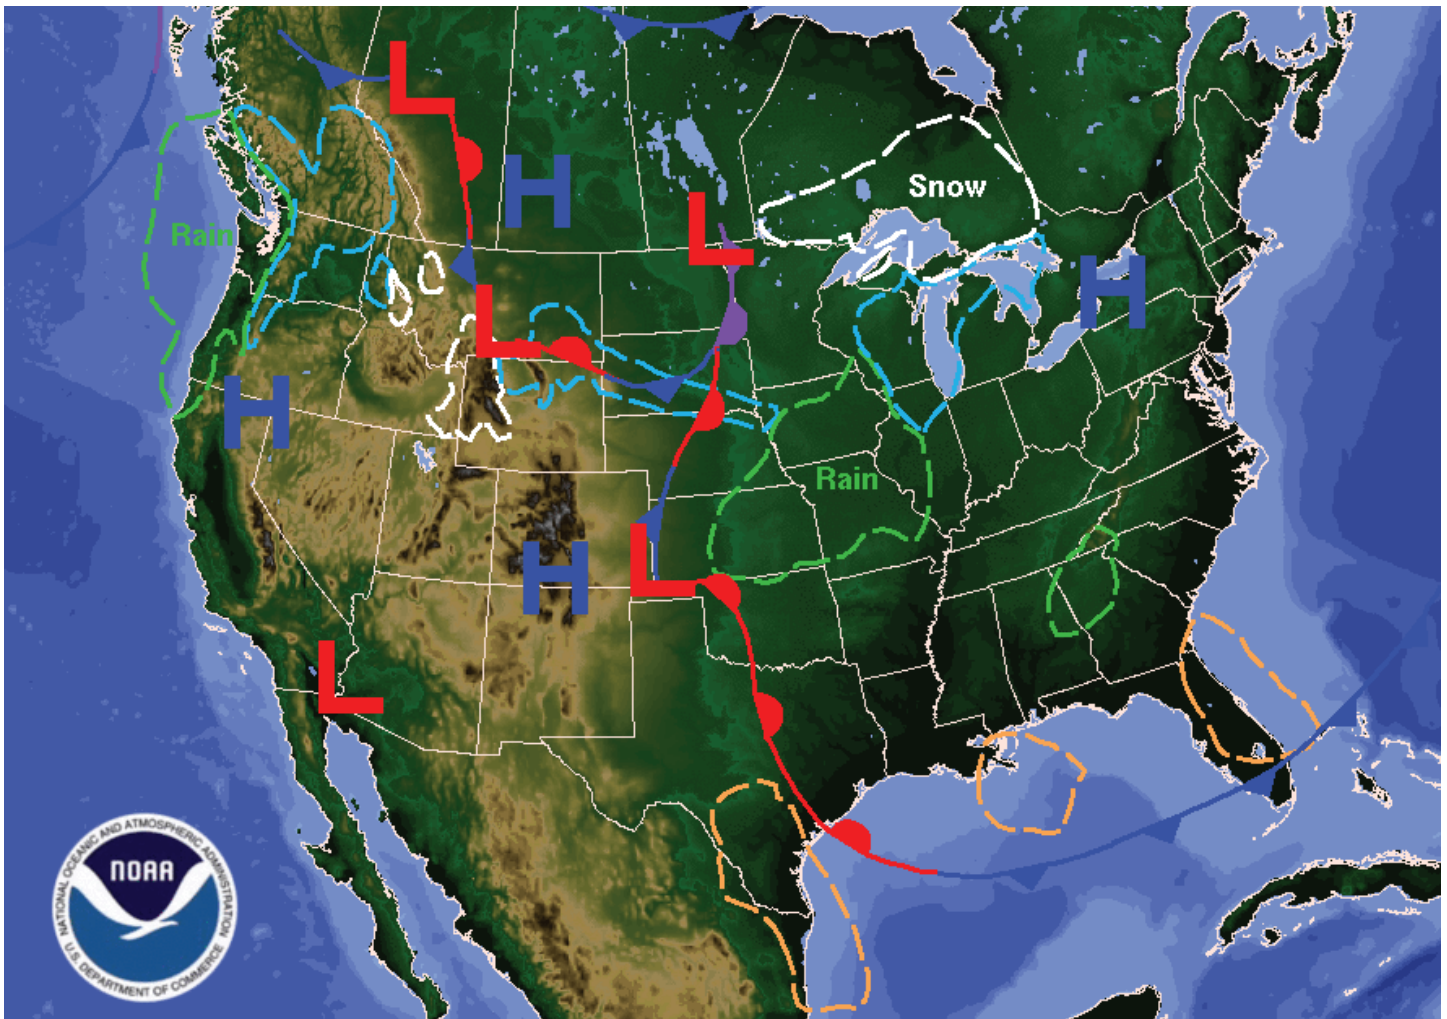 L
H
L
Snow
Rain
H
L
H
Rain
L
H
L
NATIONAL OCEANIC AND ATMOSPHERIC ADMINISTRATION
NOAA
U.S. DEPARTMENT OF COMMERCE